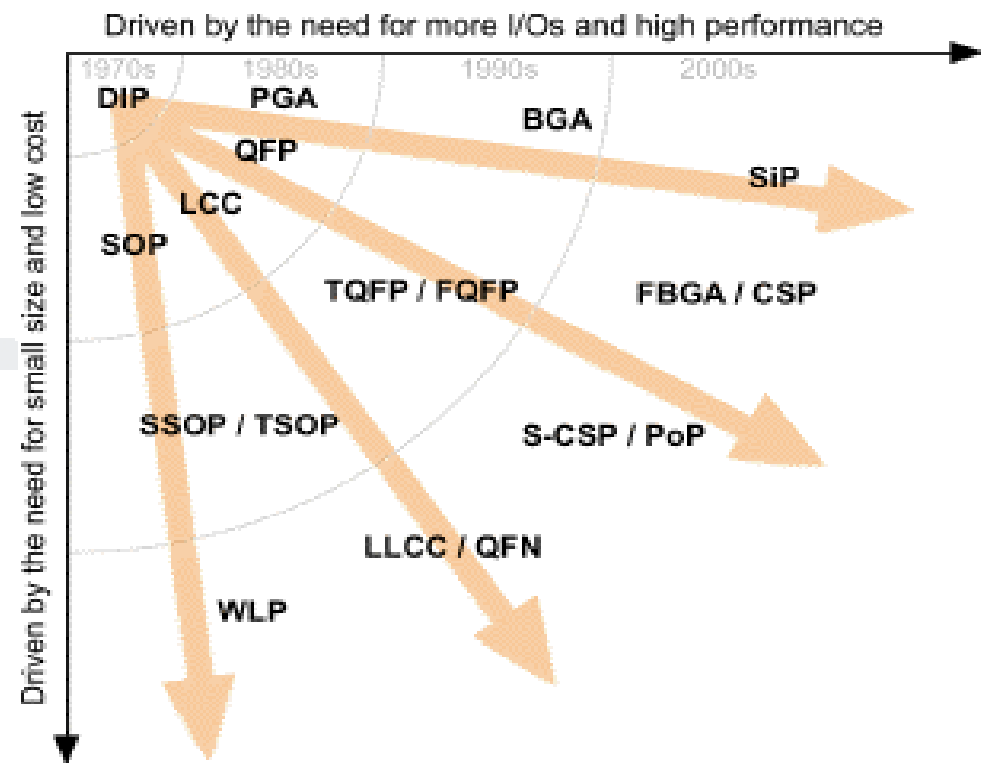 Driven by the need for more I/Os and high performance
1970s 1980s 1990s 2000s
DIP PGA
BGA
QFP
SiP
LCC
SOP
TQFP / FQFP FBGA / CSP
SSOP / TSOP S-CSP / PoP
LLCC / QFN
WLP
Driven by the need for small size and low cost